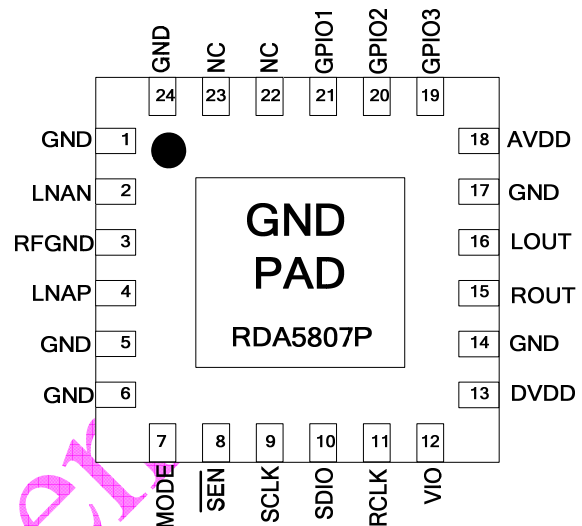 GND
NC
NC
GPIO1
GPIO2
GPIO3
24
23
22
21
20
19
GND 1
LNAN 2
RFGND 3
LNAP 4
GND 5
GND 6
18 AVDD
17 GND
16 LOUT
15 ROUT
14 GND
13 DVDD
GND
PAD
RDA5807P
7
8
9
10
11
12
MODE
SEN
SCLK
SDIO
RCLK
VIO